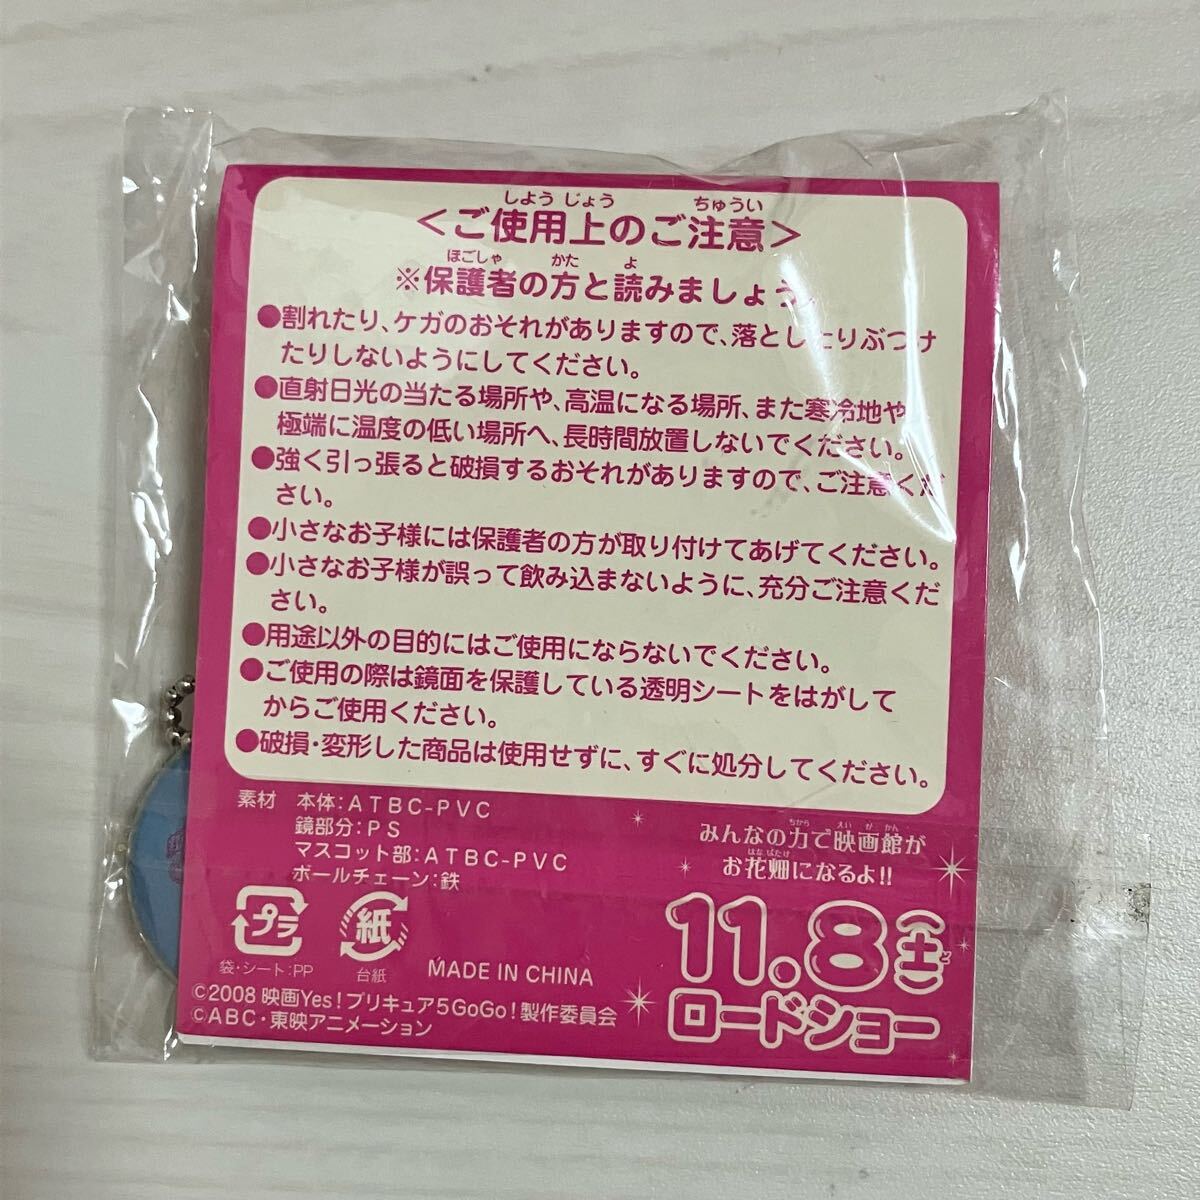 しようじょう ちゅうい
＜ご使用上のご注意＞
ほごしゃ かた よ
※保護者の方と読みましょう。
●割れたり、ケガのおそれがありますので、落としたりぶつけ
たりしないようにしてください。
●直射日光の当たる場所や、高温になる場所、また寒冷地や
極端に温度の低い場所へ、長時間放置しないでください。
●強く引っ張ると破損するおそれがありますので、ご注意くだ
さい。
●小さなお子様には保護者の方が取り付けてあげてください。
●小さなお子様が誤って飲み込まないように、充分ご注意くだ
さい。
●用途以外の目的にはご使用にならないでください。
●ご使用の際は鏡面を保護している透明シートをはがして
からご使用ください。
●破損・変形した商品は使用せずに、すぐに処分してください。
素材 本体：ATBC-PVC
鏡部分：PS
マスコット部：ATBC-PVC
ボールチェーン：鉄
プラ
袋・シート：PP
紙
台紙
MADE IN CHINA
©2008 映画Yes！プリキュア5GoGo！製作委員会
©ABC・東映アニメーション
ちから えいがかん
みんなの力で映画館が
はなばたけ
お花畑になるよ!!
11.8(土)
ど
ロードショー